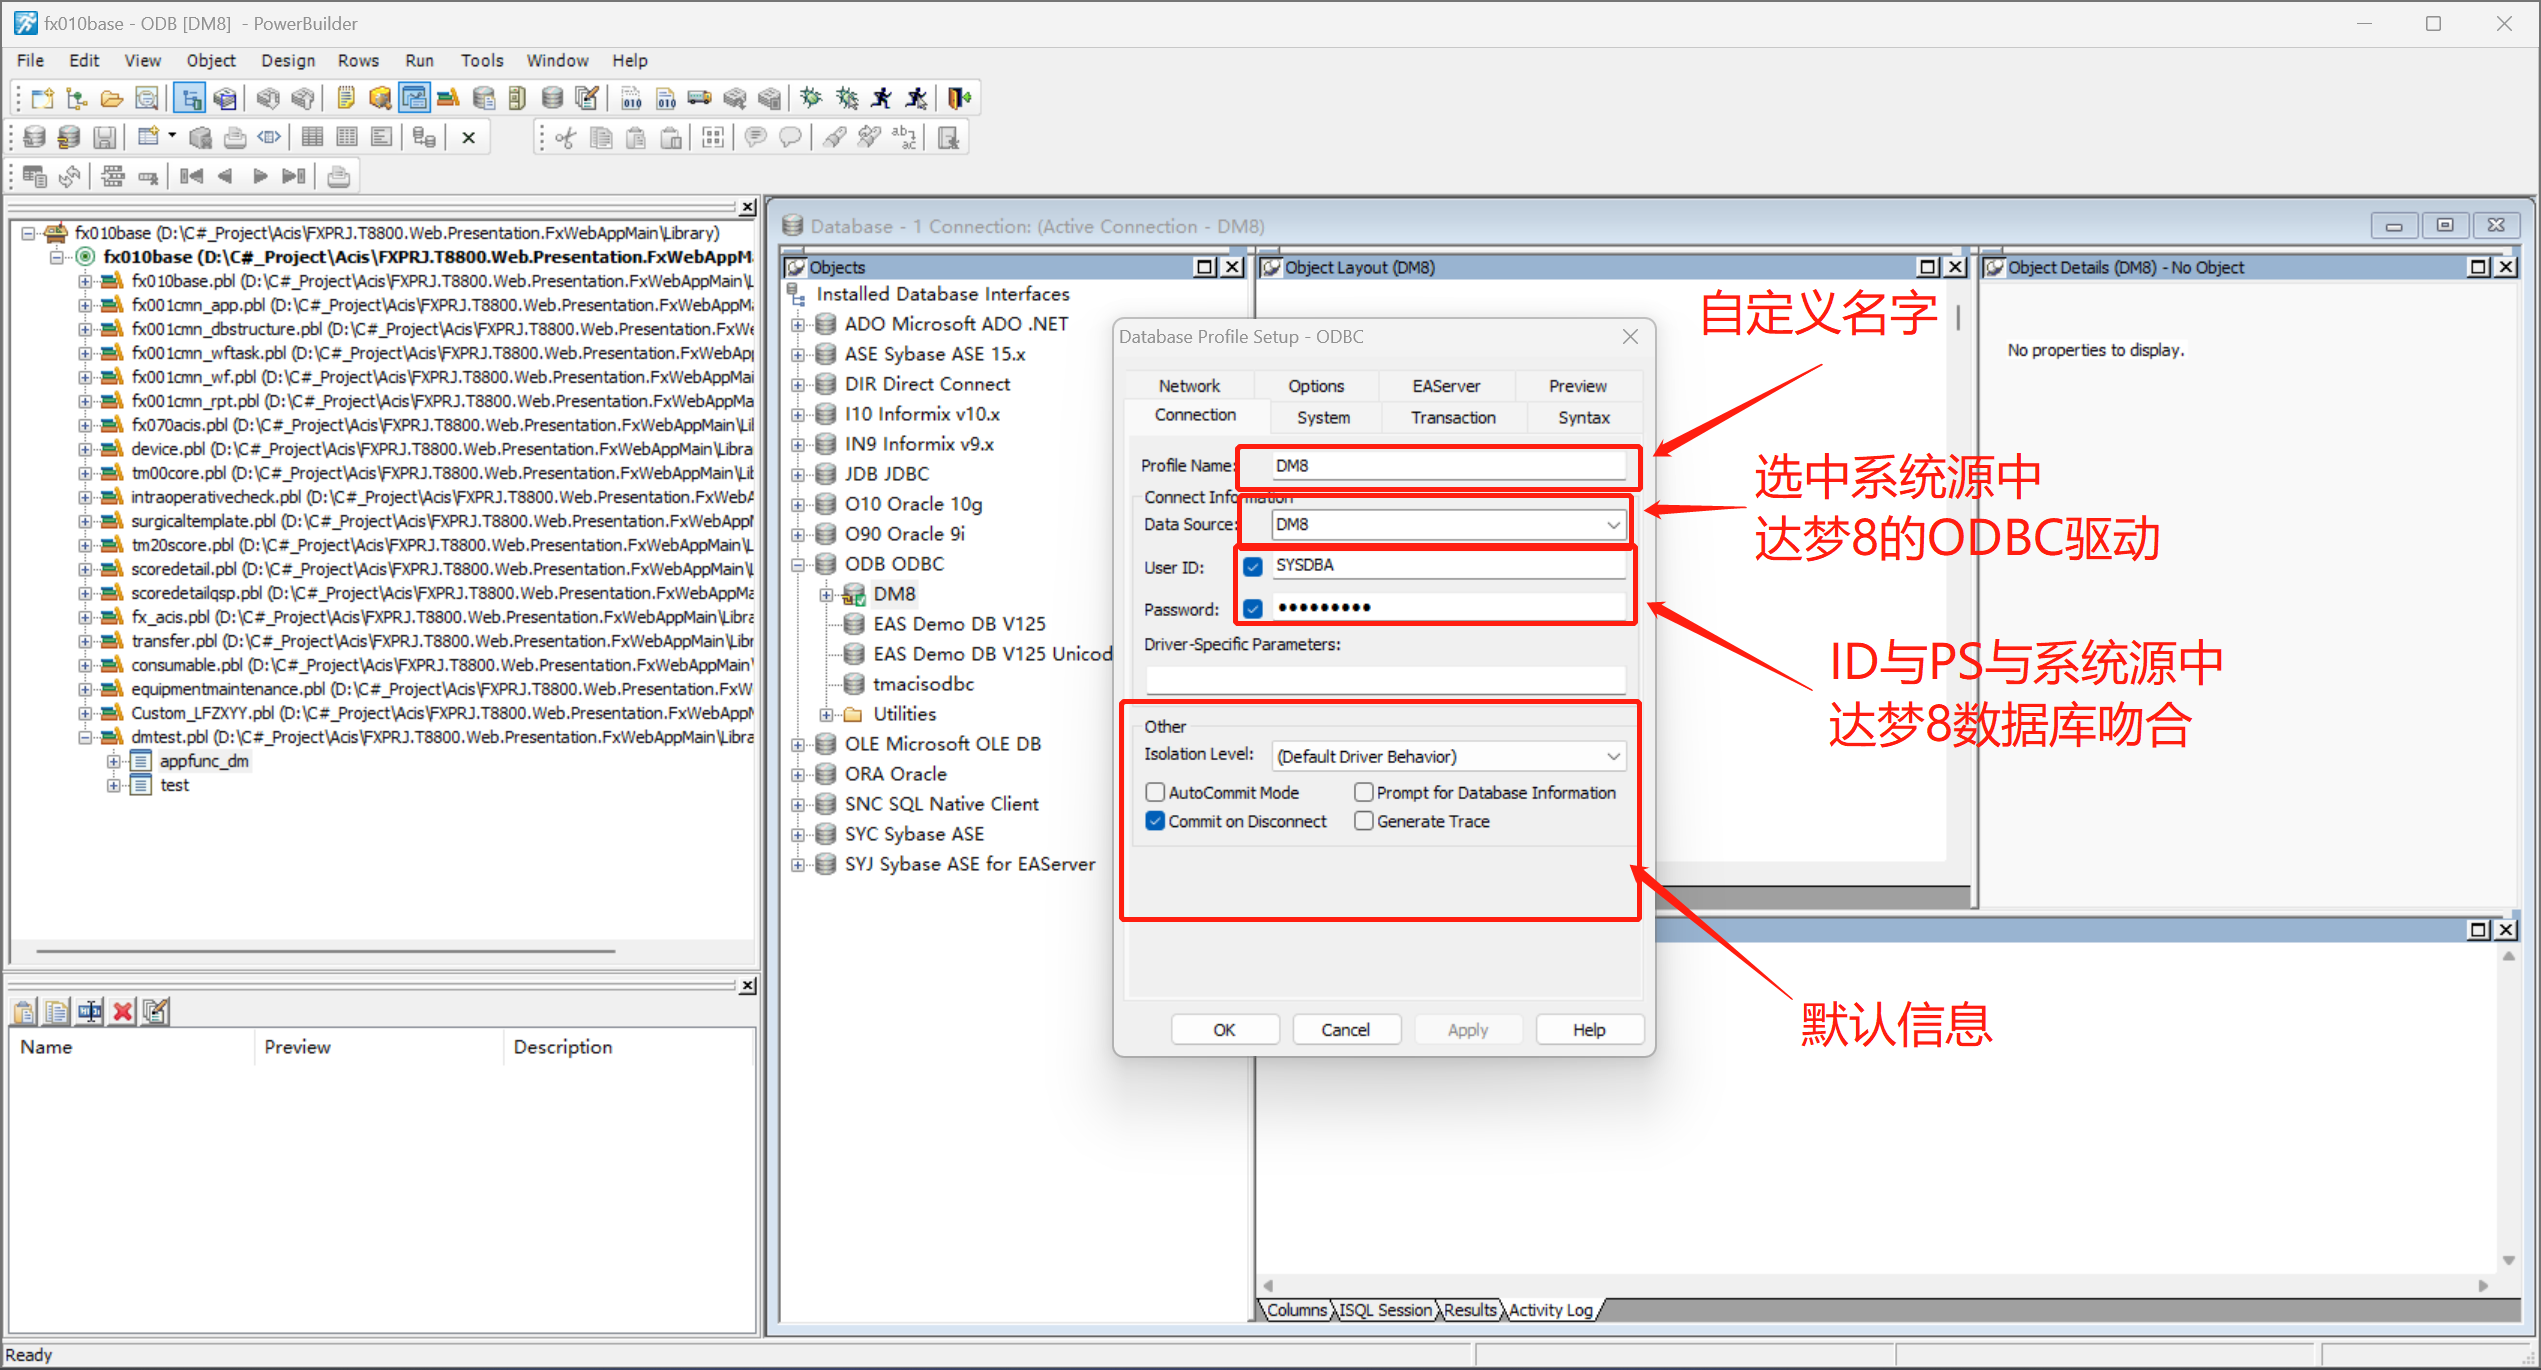 fx010base - ODB [DM8] - PowerBuilder
File Edit View Object Design Rows Run Tools Window Help
fx010base (D:\C#_Project\Acis\FXPRJ.T8800.Web.Presentation.FxWebAppMain\Library)
fx010base (D:\C#_Project\Acis\FXPRJ.T8800.Web.Presentation.FxWebAppM
fx010base.pbl (D:\C#_Project\Acis\FXPRJ.T8800.Web.Presentation.FxWebAppMain\L
fx001cmn_app.pbl (D:\C#_Project\Acis\FXPRJ.T8800.Web.Presentation.FxWebAppM
fx001cmn_dbstructure.pbl (D:\C#_Project\Acis\FXPRJ.T8800.Web.Presentation.FxWe
fx001cmn_wftask.pbl (D:\C#_Project\Acis\FXPRJ.T8800.Web.Presentation.FxWebApp
fx001cmn_wf.pbl (D:\C#_Project\Acis\FXPRJ.T8800.Web.Presentation.FxWebAppMai
fx001cmn_rpt.pbl (D:\C#_Project\Acis\FXPRJ.T8800.Web.Presentation.FxWebAppMa
fx070acis.pbl (D:\C#_Project\Acis\FXPRJ.T8800.Web.Presentation.FxWebAppMain\Li
device.pbl (D:\C#_Project\Acis\FXPRJ.T8800.Web.Presentation.FxWebAppMain\Libra
tm00core.pbl (D:\C#_Project\Acis\FXPRJ.T8800.Web.Presentation.FxWebAppMain\Lib
intraoperativecheck.pbl (D:\C#_Project\Acis\FXPRJ.T8800.Web.Presentation.FxWebA
surgicaltemplate.pbl (D:\C#_Project\Acis\FXPRJ.T8800.Web.Presentation.FxWebAppM
tm20score.pbl (D:\C#_Project\Acis\FXPRJ.T8800.Web.Presentation.FxWebAppMain\L
scoredetail.pbl (D:\C#_Project\Acis\FXPRJ.T8800.Web.Presentation.FxWebAppMain\L
scoredetailqsp.pbl (D:\C#_Project\Acis\FXPRJ.T8800.Web.Presentation.FxWebAppMa
fx_acis.pbl (D:\C#_Project\Acis\FXPRJ.T8800.Web.Presentation.FxWebAppMain\Libra
transfer.pbl (D:\C#_Project\Acis\FXPRJ.T8800.Web.Presentation.FxWebAppMain\Libr
consumable.pbl (D:\C#_Project\Acis\FXPRJ.T8800.Web.Presentation.FxWebAppMain\
equipmentmaintenance.pbl (D:\C#_Project\Acis\FXPRJ.T8800.Web.Presentation.FxW
Custom_LFZXYY.pbl (D:\C#_Project\Acis\FXPRJ.T8800.Web.Presentation.FxWebAppM
dmtest.pbl (D:\C#_Project\Acis\FXPRJ.T8800.Web.Presentation.FxWebAppMain\Libra
appfunc_dm
test
Name Preview Description
Database - 1 Connection: (Active Connection - DM8)
Objects
Installed Database Interfaces
ADO Microsoft ADO .NET
ASE Sybase ASE 15.x
DIR Direct Connect
I10 Informix v10.x
IN9 Informix v9.x
JDB JDBC
O10 Oracle 10g
O90 Oracle 9i
ODB ODBC
DM8
EAS Demo DB V125
EAS Demo DB V125 Unicod
tmacisodbc
Utilities
OLE Microsoft OLE DB
ORA Oracle
SNC SQL Native Client
SYC Sybase ASE
SYJ Sybase ASE for EAServer
Object Layout (DM8)
Object Details (DM8) - No Object
No properties to display.
Database Profile Setup - ODBC
Network Options EAServer Preview
Connection System Transaction Syntax
Profile Name: DM8
Connect Information
Data Source: DM8
User ID: SYSDBA
Password: •••••••••
Driver-Specific Parameters:
Other
Isolation Level: (Default Driver Behavior)
AutoCommit Mode Prompt for Database Information
Commit on Disconnect Generate Trace
OK Cancel Apply Help
自定义名字
选中系统源中
达梦8的ODBC驱动
ID与PS与系统源中
达梦8数据库吻合
默认信息
Columns ISQL Session Results Activity Log
Ready